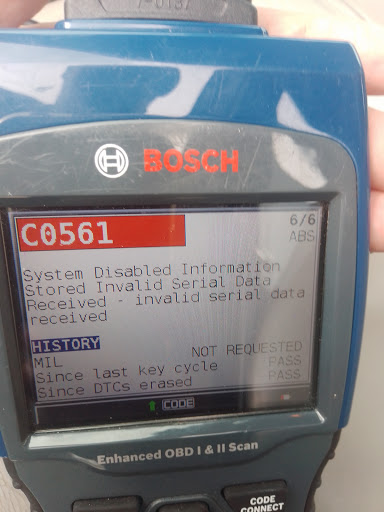 BOSCH
C0561
6/6
ABS
System Disabled Information
Stored Invalid Serial Data
Received - invalid serial data
received
HISTORY
MIL NOT REQUESTED
Since last key cycle PASS
Since DTCs erased PASS
CODE
Enhanced OBD I & II Scan
CODE
CONNECT